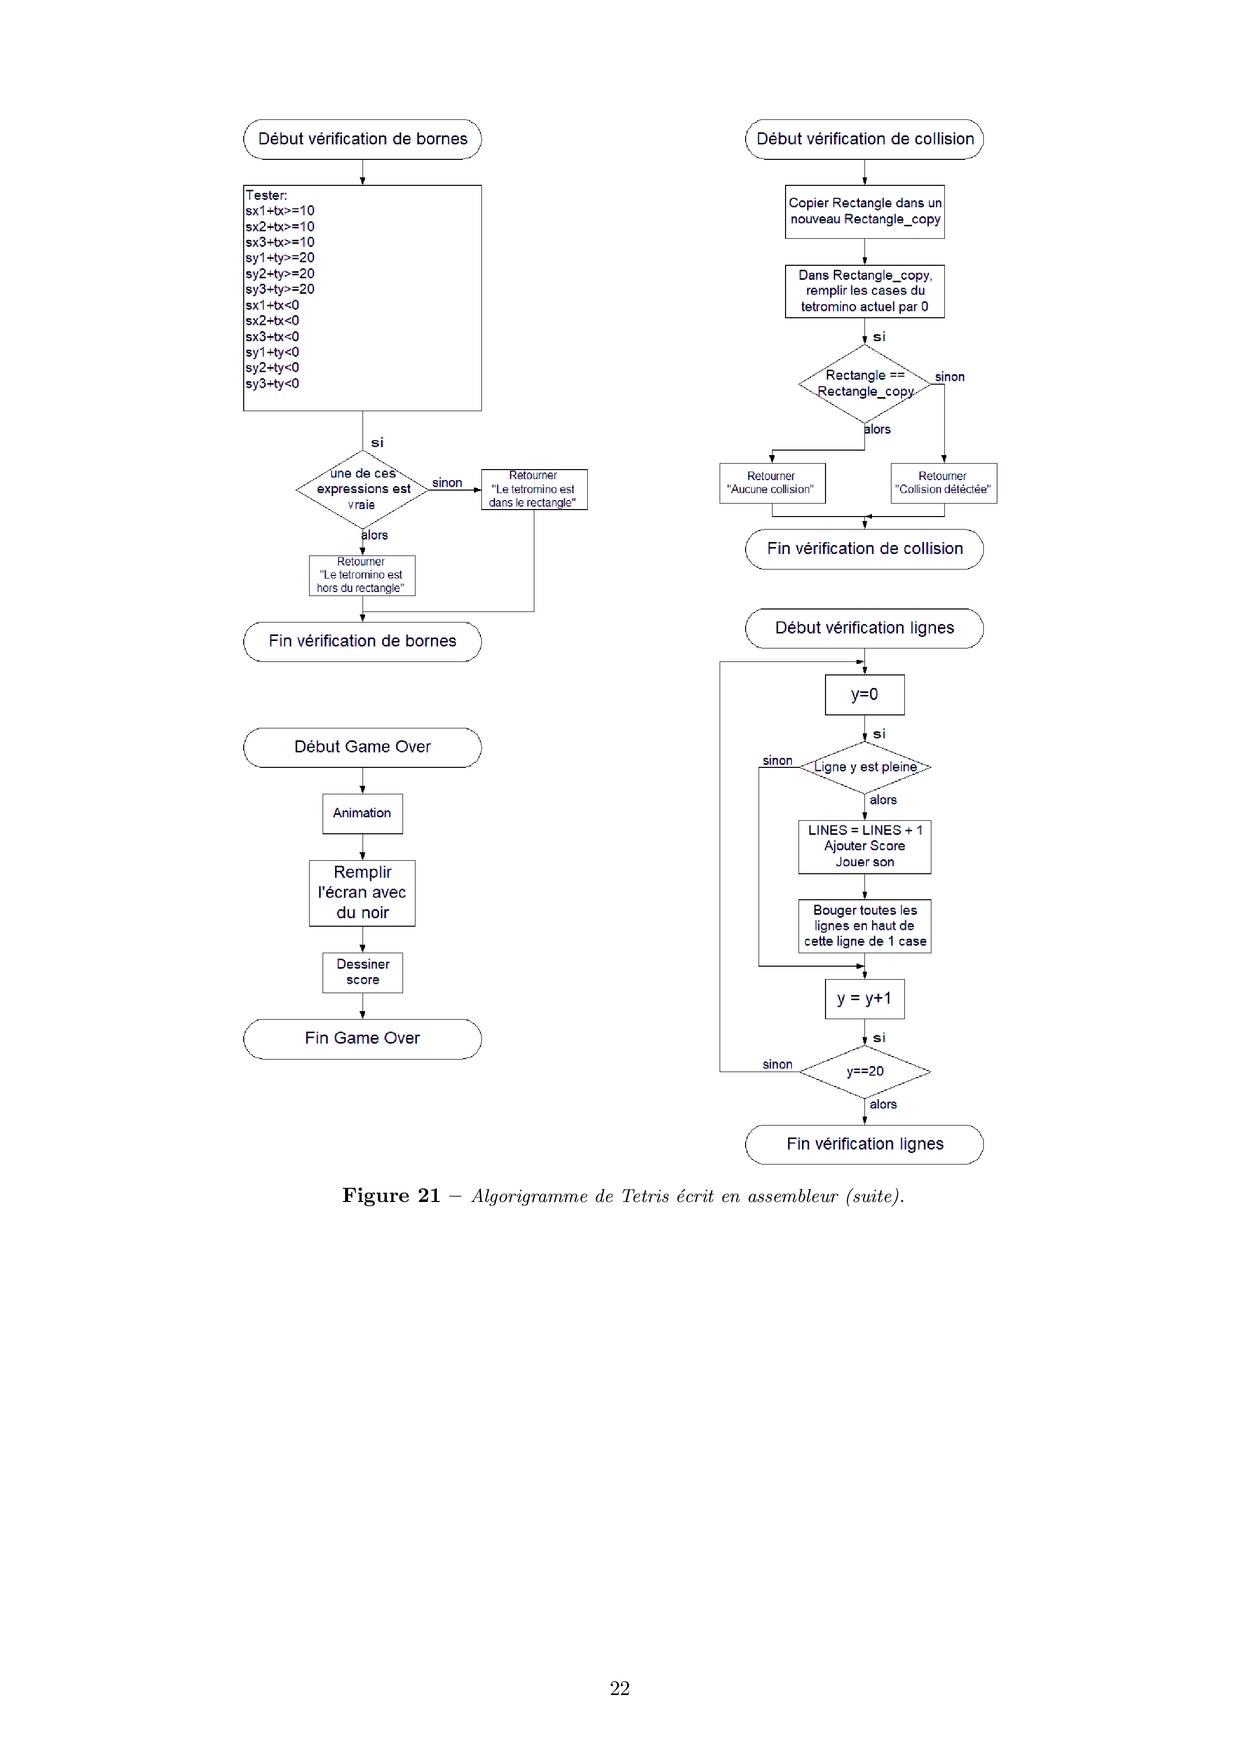 Début vérification de bornes
Tester:
sx1+tx>=10
sx2+tx>=10
sx3+tx>=10
sy1+ty>=20
sy2+ty>=20
sy3+ty>=20
sx1+tx<0
sx2+tx<0
sx3+tx<0
sy1+ty<0
sy2+ty<0
sy3+ty<0
si
une de ces
expressions est
vraie
sinon
Retourner
"Le tetromino est
dans le rectangle"
alors
Retourner
"Le tetromino est
hors du rectangle"
Fin vérification de bornes
Début Game Over
Animation
Remplir
l'écran avec
du noir
Dessiner
score
Fin Game Over
Début vérification de collision
Copier Rectangle dans un
nouveau Rectangle_copy
Dans Rectangle_copy,
remplir les cases du
tetromino actuel par 0
si
Rectangle ==
Rectangle_copy
sinon
alors
Retourner
"Aucune collision"
Retourner
"Collision détéctée"
Fin vérification de collision
Début vérification lignes
y=0
si
sinon
Ligne y est pleine
alors
LINES = LINES + 1
Ajouter Score
Jouer son
Bouger toutes les
lignes en haut de
cette ligne de 1 case
y = y+1
si
sinon
y==20
alors
Fin vérification lignes
Figure 21 – Algorigramme de Tetris écrit en assembleur (suite).
22